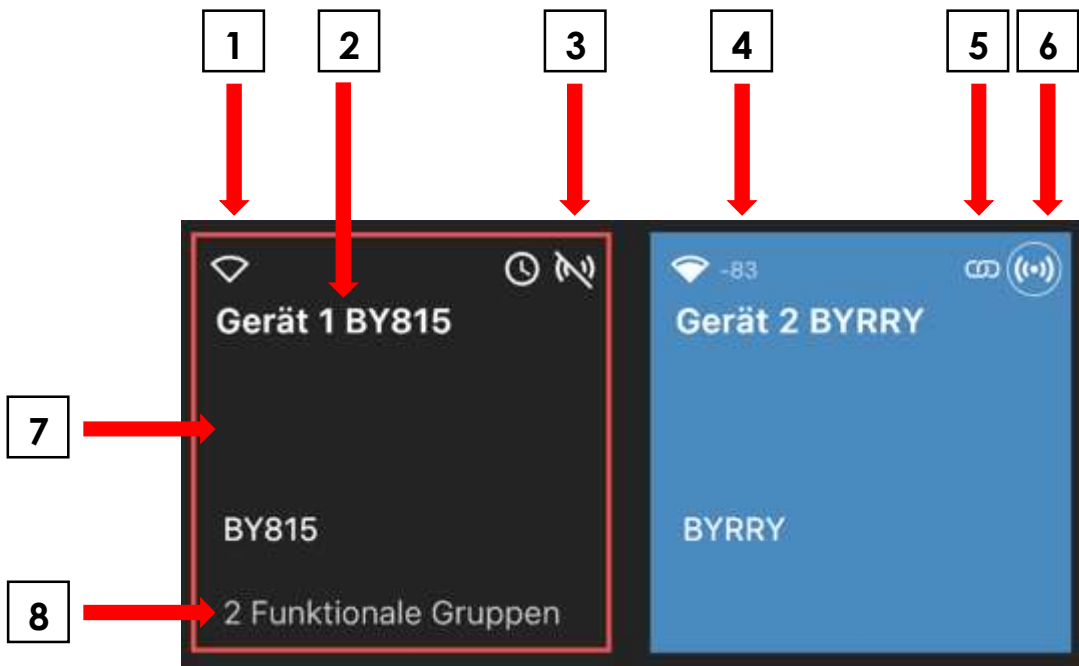 1 2 3 4 5 6
-83
Gerät 1 BY815 Gerät 2 BYRRY
7
BY815 BYRRY
8 2 Funktionale Gruppen